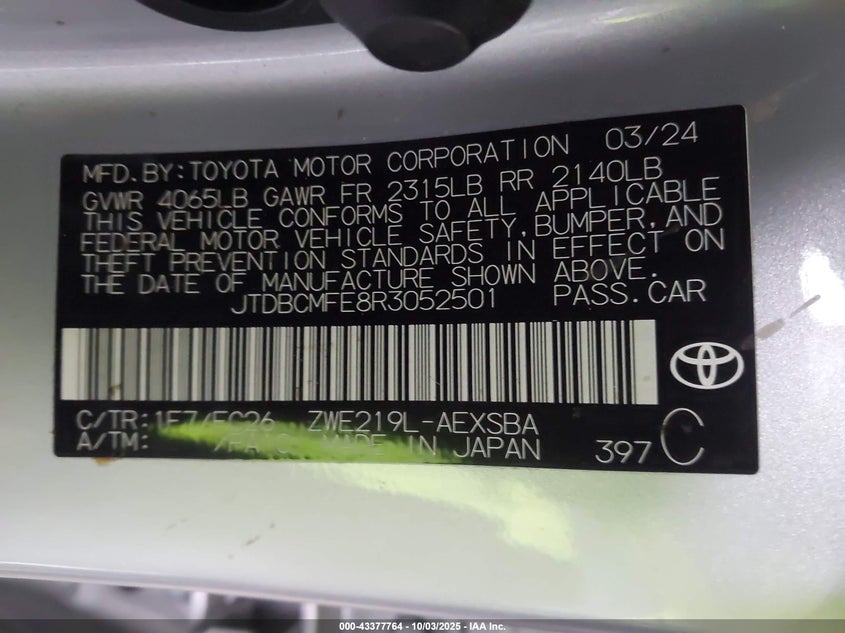 MFD. BY: TOYOTA MOTOR CORPORATION 03/24
GVWR 4065LB GAWR FR 2315LB RR 2140LB
THIS VEHICLE CONFORMS TO ALL APPLICABLE
FEDERAL MOTOR VEHICLE SAFETY, BUMPER, AND
THEFT PREVENTION STANDARDS IN EFFECT ON
THE DATE OF MANUFACTURE SHOWN ABOVE.
JTDBCMFE8R3052501 PASS. CAR
C/TR: ZWE219L-AEXSBA
A/TM: MADE IN JAPAN 397 C
000-43377764 - 10/03/2025 - IAA Inc.